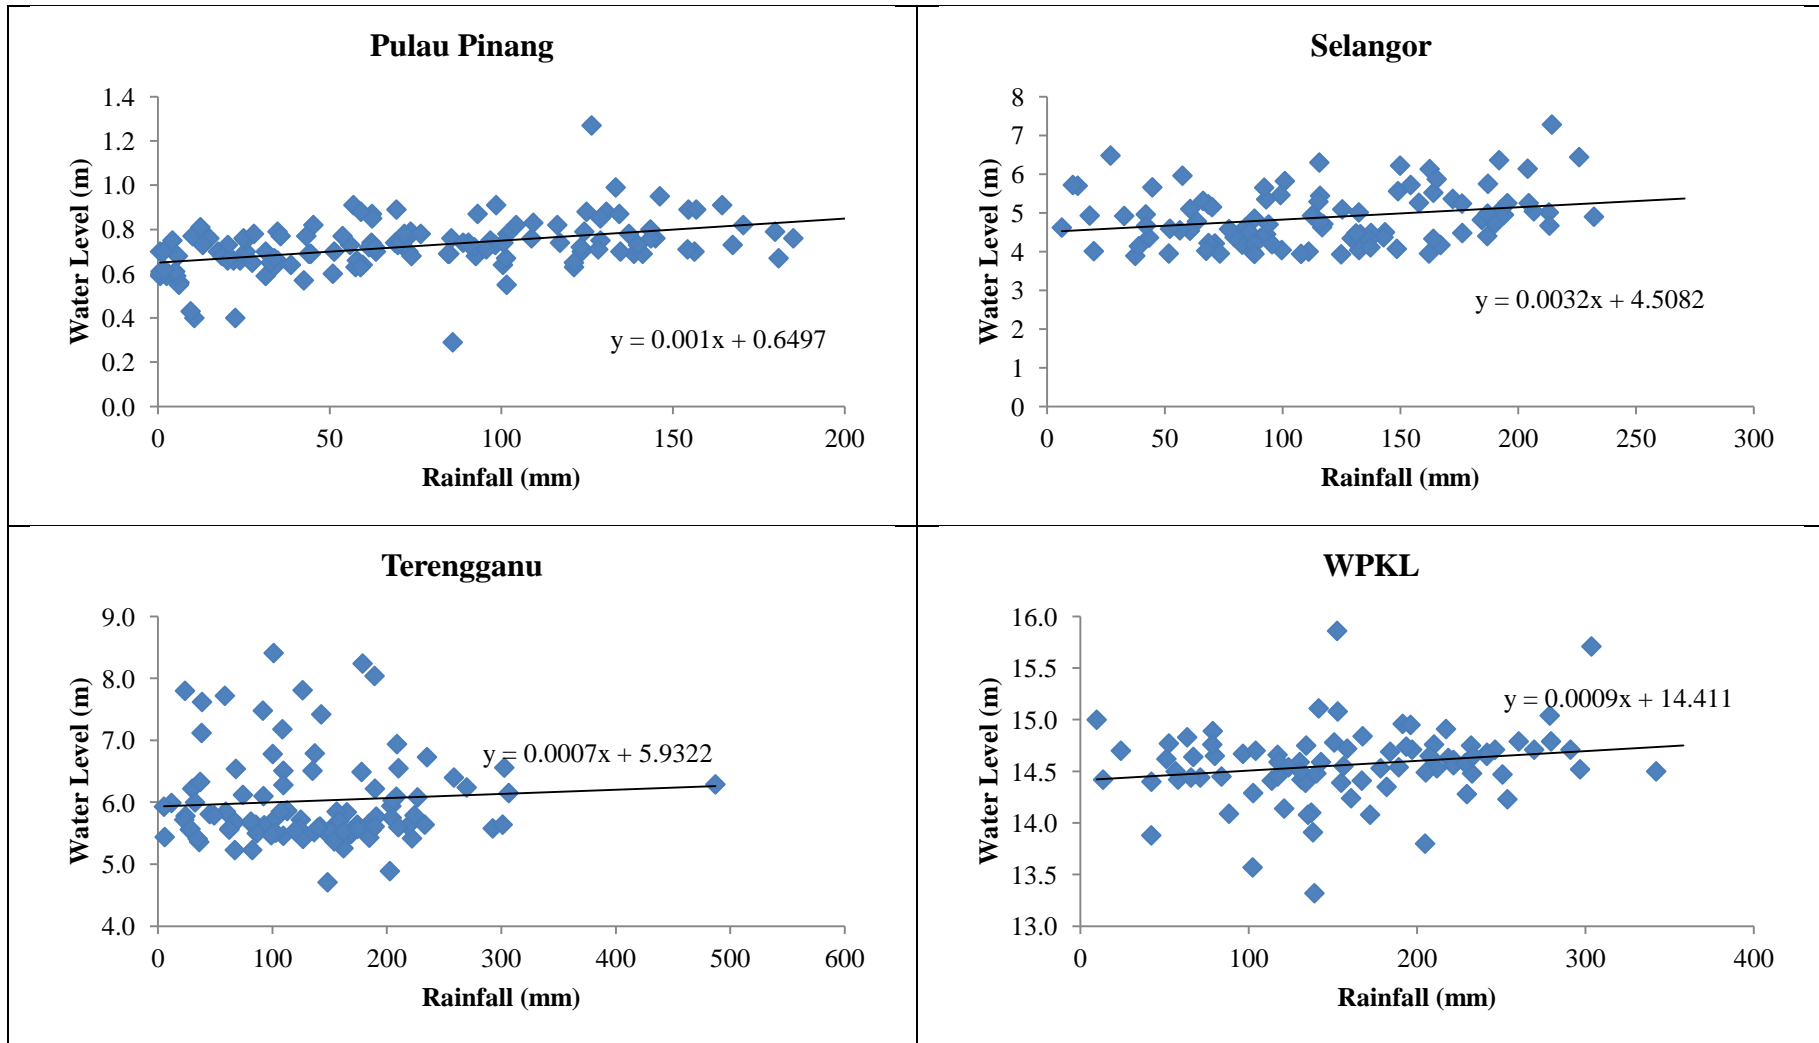 Pulau Pinang
1.4
1.2
1.0
0.8
0.6
0.4
0.2
0.0
Water Level (m)
y = 0.001x + 0.6497
0 50 100 150 200
Rainfall (mm)
Selangor
8
7
6
5
4
3
2
1
0
Water Level (m)
y = 0.0032x + 4.5082
0 50 100 150 200 250 300
Rainfall (mm)
Terengganu
9.0
8.0
7.0
6.0
5.0
4.0
Water Level (m)
y = 0.0007x + 5.9322
0 100 200 300 400 500 600
Rainfall (mm)
WPKL
16.0
15.5
15.0
14.5
14.0
13.5
13.0
Water Level (m)
y = 0.0009x + 14.411
0 100 200 300 400
Rainfall (mm)